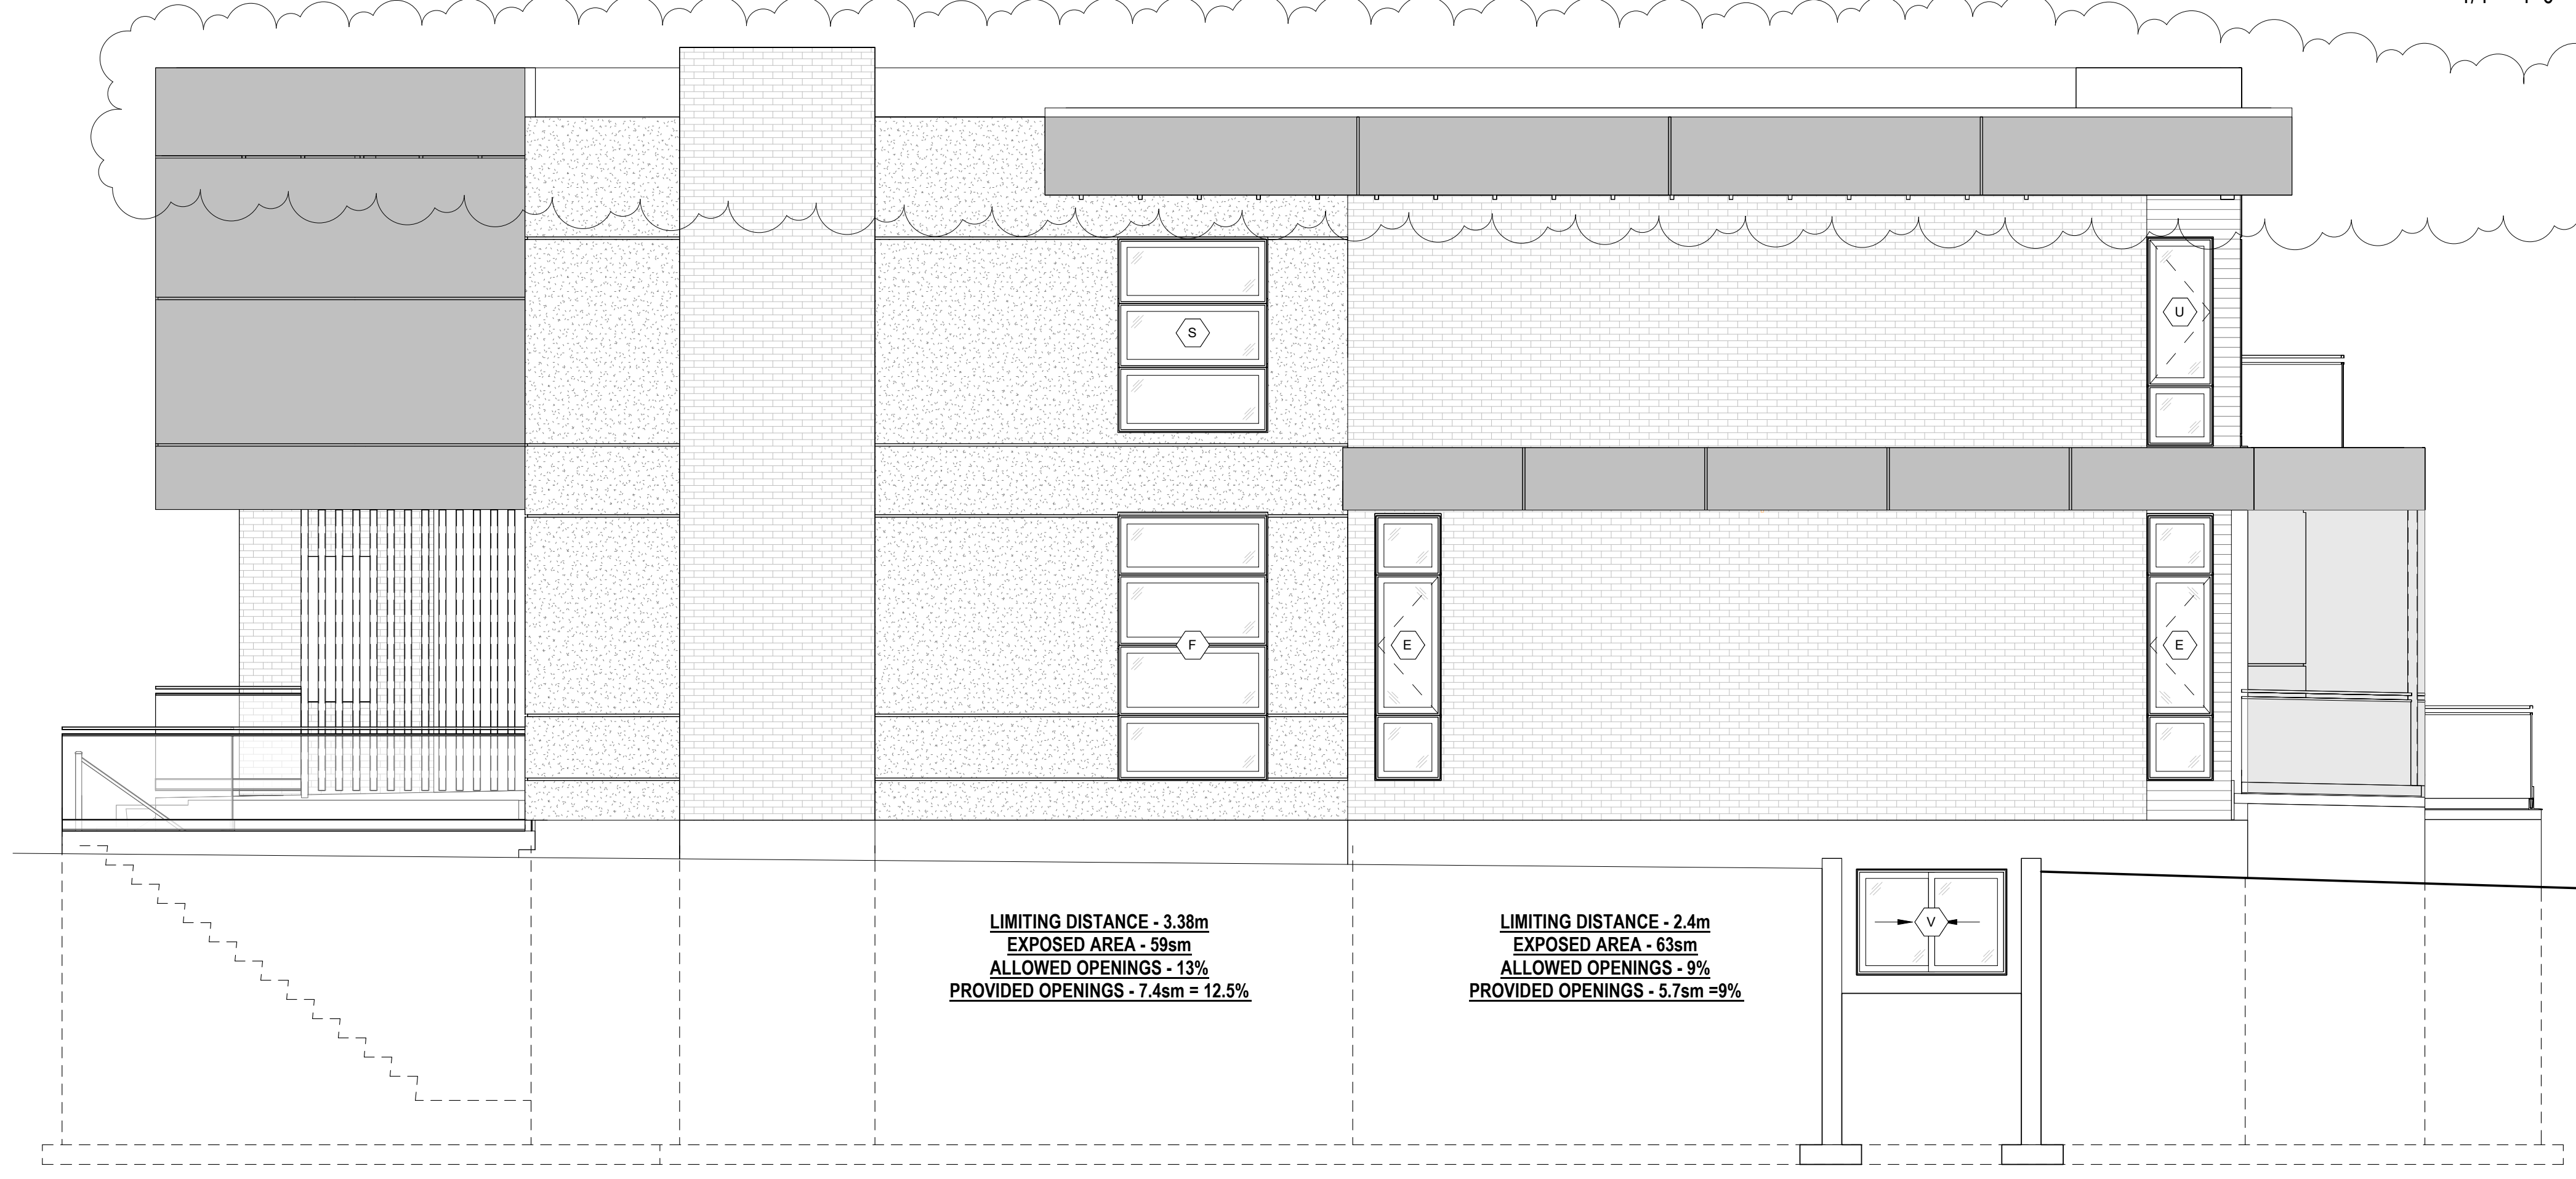 S
U
F
E
E
V
LIMITING DISTANCE - 3.38m
EXPOSED AREA - 59sm
ALLOWED OPENINGS - 13%
PROVIDED OPENINGS - 7.4sm = 12.5%
LIMITING DISTANCE - 2.4m
EXPOSED AREA - 63sm
ALLOWED OPENINGS - 9%
PROVIDED OPENINGS - 5.7sm =9%